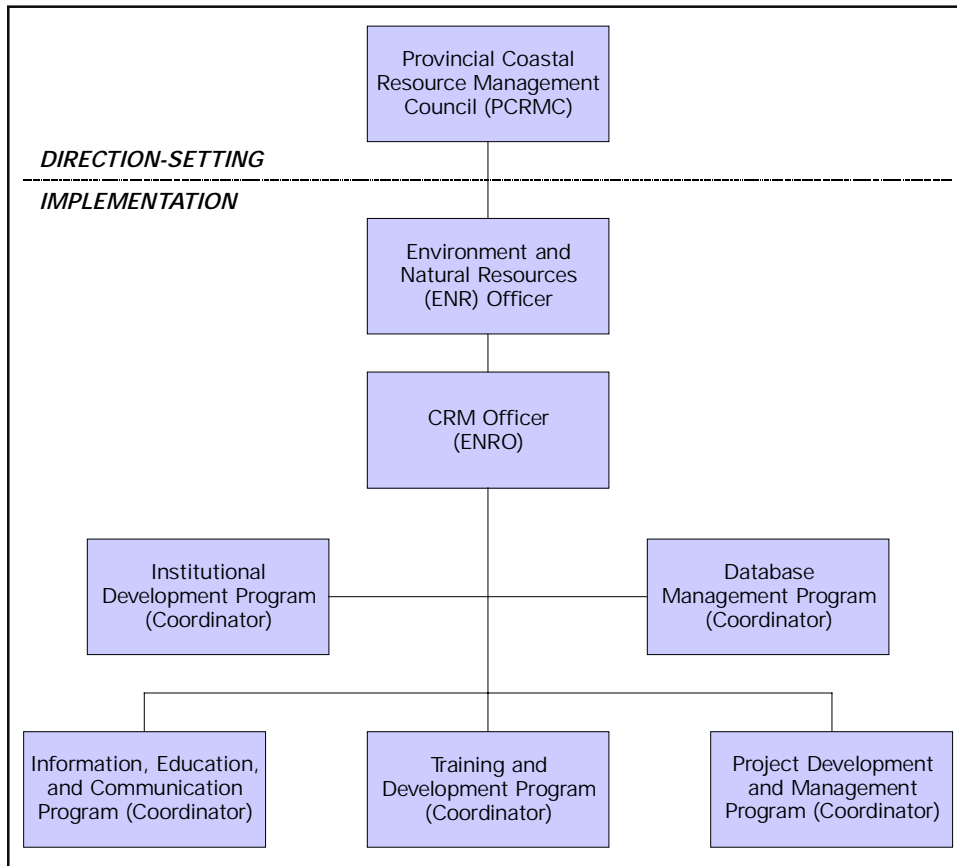 Provincial Coastal
Resource Management
Council (PCRMC)
DIRECTION-SETTING
IMPLEMENTATION
Environment and
Natural Resources
(ENR) Officer
CRM Officer
(ENRO)
Institutional
Development Program
(Coordinator)
Database
Management Program
(Coordinator)
Information, Education,
and Communication
Program (Coordinator)
Training and
Development Program
(Coordinator)
Project Development
and Management
Program (Coordinator)